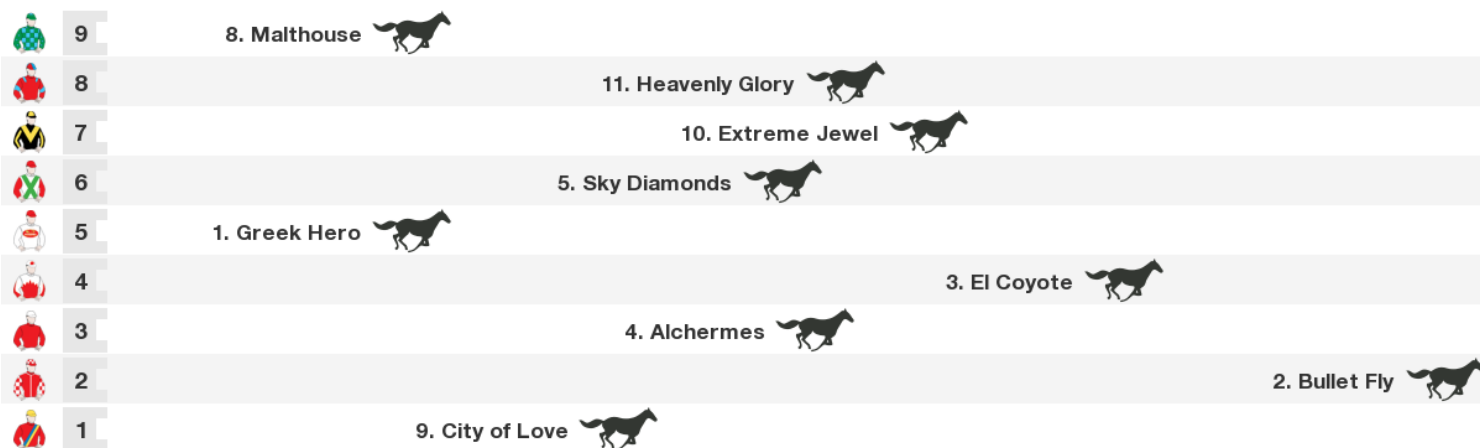 9 8. Malthouse
8 11. Heavenly Glory
7 10. Extreme Jewel
6 5. Sky Diamonds
5 1. Greek Hero
4 3. El Coyote
3 4. Alchermes
2 2. Bullet Fly
1 9. City of Love